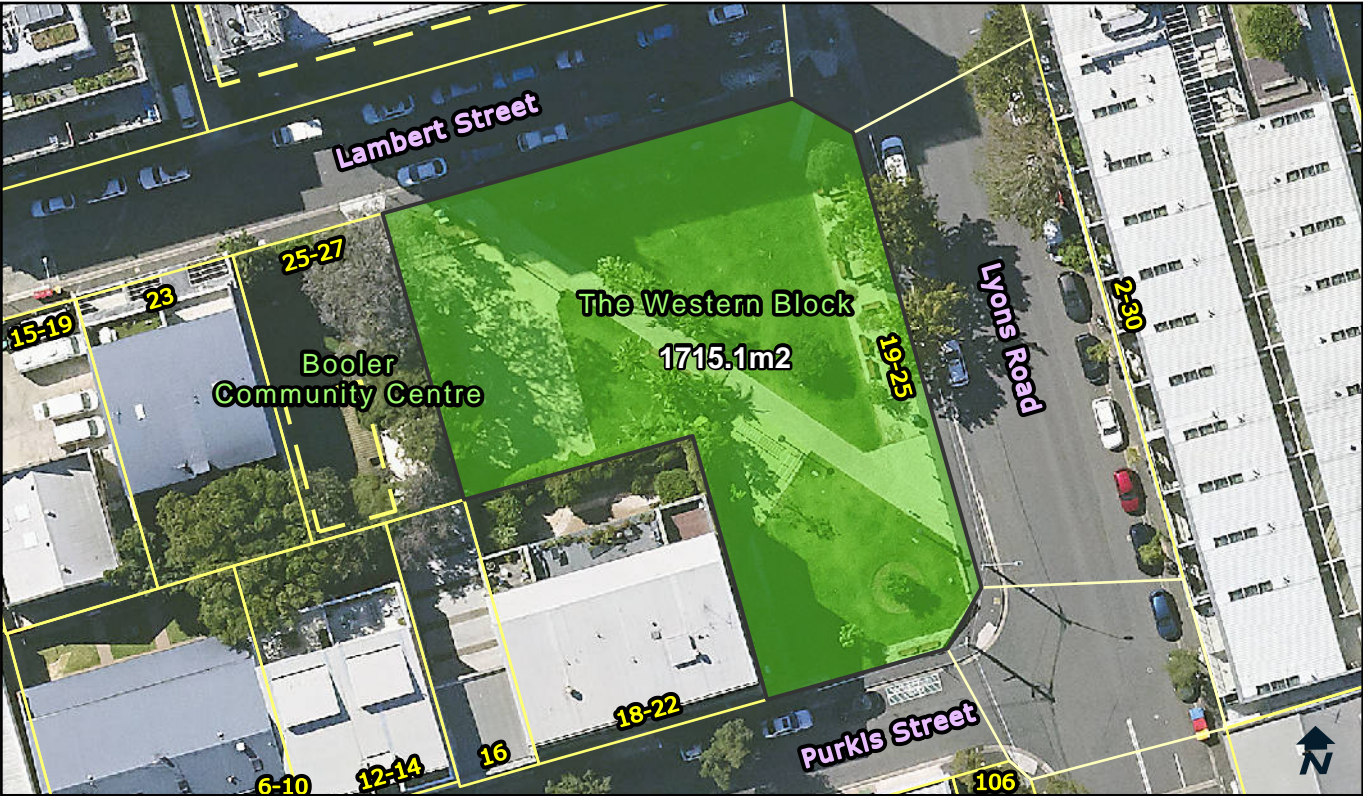 Lambert Street
25-27
23
15-19
The Western Block
1715.1m2
Booler
Community Centre
19-25
Lyons Road
2-30
18-22
Purkis Street
16
12-14
6-10
106
N